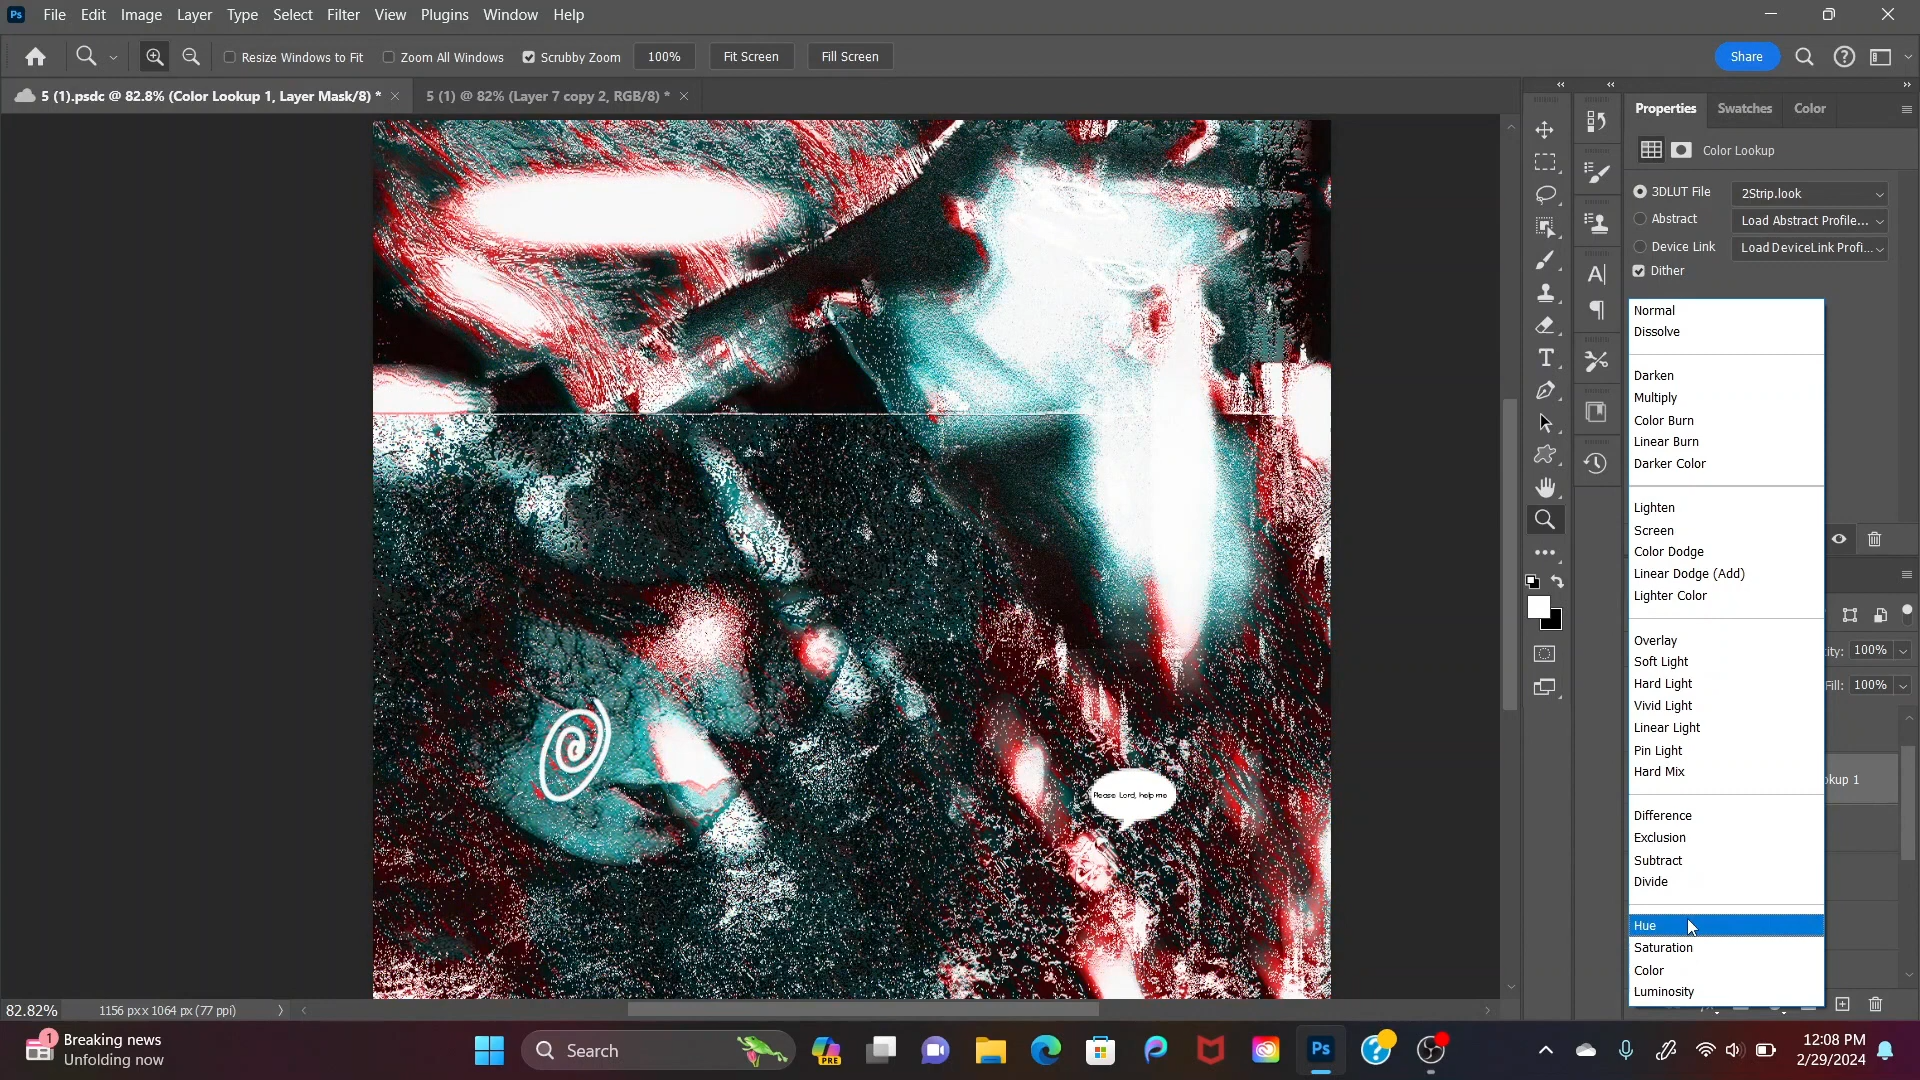 Ps File Edit Image Layer Type Select Filter View Plugins Window Help
Resize Windows to Fit Zoom All Windows Scrubby Zoom 100% Fit Screen Fill Screen Share
5 (1).psdc @ 82.8% (Color Lookup 1, Layer Mask/8) * 5 (1) @ 82% (Layer 7 copy 2, RGB/8) *
Properties Swatches Color
Color Lookup
3DLUT File 2Strip.look
Abstract Load Abstract Profile...
Device Link Load DeviceLink Profi...
Dither
Normal
Dissolve
Darken
Multiply
Color Burn
Linear Burn
Darker Color
Lighten
Screen
Color Dodge
Linear Dodge (Add)
Lighter Color
Overlay
Soft Light
Hard Light
Vivid Light
Linear Light
Pin Light
Hard Mix
Difference
Exclusion
Subtract
Divide
Hue
Saturation
Color
Luminosity
ity: 100%
Fill: 100%
okup 1
Please Lord, help me
82.82% 1156 px x 1064 px (77 ppi)
1 Breaking news
Unfolding now
Search
PRE
Ps
12:08 PM
2/29/2024